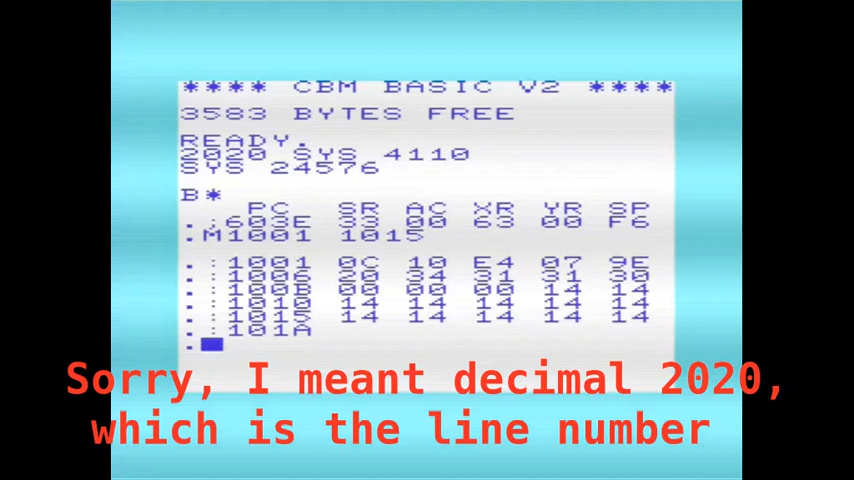 **** CBM BASIC V2 ****
3583 BYTES FREE
READY.
2020 SYS 4110
SYS 24576
B*
PC SR AC XR YR SP
.;603E 33 00 63 00 F6
.M1001 1015
.:1001 0C 10 E4 07 9E
.:1006 20 34 31 31 30
.:100B 00 00 00 14 14
.:1010 14 14 14 14 14
.:1015 14 14 14 14 14
.:101A
.
Sorry, I meant decimal 2020,
which is the line number